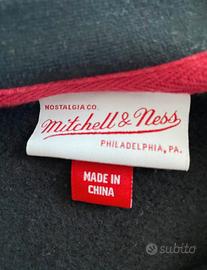 NOSTALGIA CO.
Mitchell & Ness
PHILADELPHIA, PA.
MADE IN
CHINA
subito